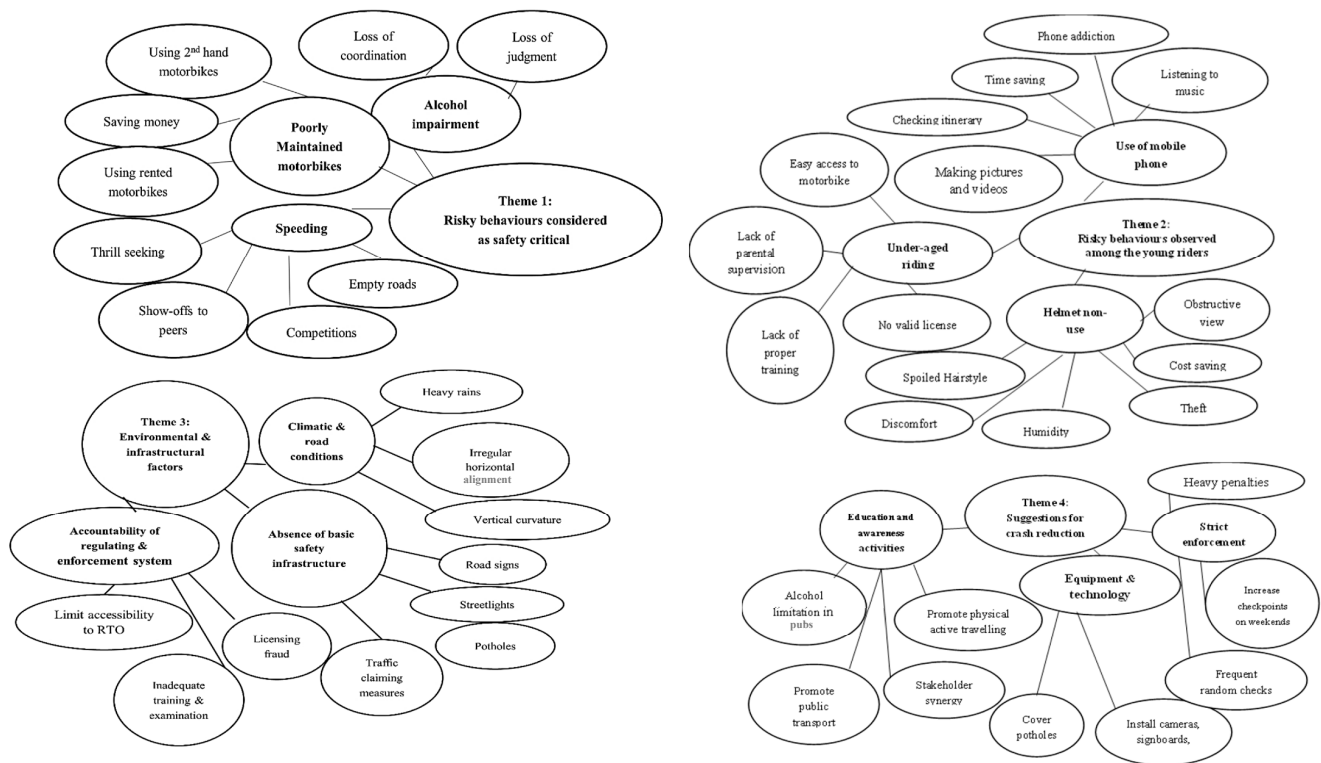 Using 2nd hand
motorbikes
Loss of
coordination
Loss of
judgment
Saving money
Poorly
Maintained
motorbikes
Alcohol
impairment
Using rented
motorbikes
Theme 1:
Risky behaviours considered
as safety critical
Speeding
Thrill seeking
Empty roads
Show-offs to
peers
Competitions
Phone addiction
Time saving
Listening to
music
Checking itinerary
Use of mobile
phone
Easy access to
motorbike
Making pictures
and videos
Theme 2:
Risky behaviours observed
among the young riders
Lack of
parental
supervision
Under-aged
riding
Obstructive
view
No valid license
Helmet non-
use
Lack of
proper
training
Spoiled Hairstyle
Cost saving
Discomfort
Humidity
Theft
Theme 3:
Environmental &
infrastructural
factors
Climatic &
road
conditions
Heavy rains
Irregular
horizontal
alignment
Vertical curvature
Accountability of
regulating &
enforcement system
Absence of basic
safety
infrastructure
Road signs
Streetlights
Potholes
Limit accessibility
to RTO
Licensing
fraud
Traffic
claiming
measures
Inadequate
training &
examination
Theme 4:
Suggestions for
crash reduction
Heavy penalties
Education and
awareness
activities
Strict
enforcement
Equipment &
technology
Alcohol
limitation in
pubs
Promote physical
active travelling
Increase
checkpoints
on weekends
Promote
public
transport
Stakeholder
synergy
Cover
potholes
Install cameras,
signboards,
Frequent
random checks